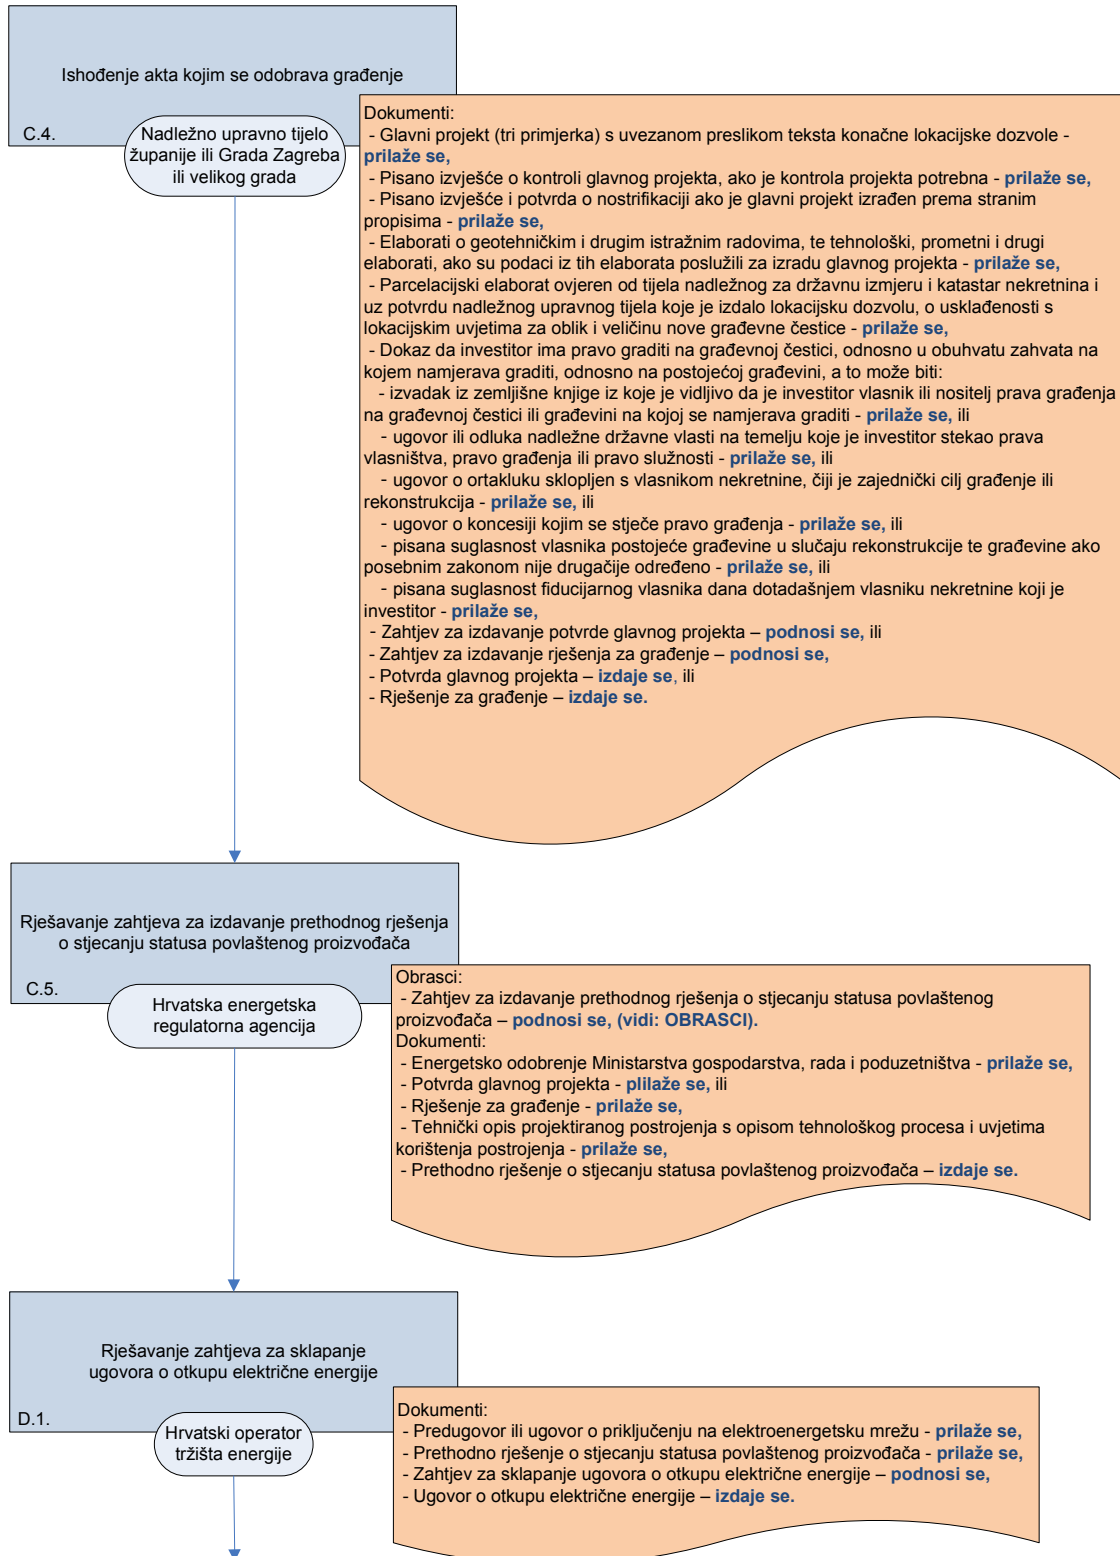 Ishođenje akta kojim se odobrava građenje
C.4.
Nadležno upravno tijelo
županije ili Grada Zagreba
ili velikog grada
Dokumenti:
- Glavni projekt (tri primjerka) s uvezanom preslikom teksta konačne lokacijske dozvole -
prilaže se,
- Pisano izvješće o kontroli glavnog projekta, ako je kontrola projekta potrebna - prilaže se,
- Pisano izvješće i potvrda o nostrifikaciji ako je glavni projekt izrađen prema stranim
propisima - prilaže se,
- Elaborati o geotehničkim i drugim istražnim radovima, te tehnološki, prometni i drugi
elaborati, ako su podaci iz tih elaborata poslužili za izradu glavnog projekta - prilaže se,
- Parcelacijski elaborat ovjeren od tijela nadležnog za državnu izmjeru i katastar nekretnina i
uz potvrdu nadležnog upravnog tijela koje je izdalo lokacijsku dozvolu, o usklađenosti s
lokacijskim uvjetima za oblik i veličinu nove građevne čestice - prilaže se,
- Dokaz da investitor ima pravo graditi na građevnoj čestici, odnosno u obuhvatu zahvata na
kojem namjerava graditi, odnosno na postojećoj građevini, a to može biti:
- izvadak iz zemljišne knjige iz koje je vidljivo da je investitor vlasnik ili nositelj prava građenja
na građevnoj čestici ili građevini na kojoj se namjerava graditi - prilaže se, ili
- ugovor ili odluka nadležne državne vlasti na temelju koje je investitor stekao prava
vlasništva, pravo građenja ili pravo služnosti - prilaže se, ili
- ugovor o ortakluku sklopljen s vlasnikom nekretnine, čiji je zajednički cilj građenje ili
rekonstrukcija - prilaže se, ili
- ugovor o koncesiji kojim se stječe pravo građenja - prilaže se, ili
- pisana suglasnost vlasnika postojeće građevine u slučaju rekonstrukcije te građevine ako
posebnim zakonom nije drugačije određeno - prilaže se, ili
- pisana suglasnost fiducijarnog vlasnika dana dotadašnjem vlasniku nekretnine koji je
investitor - prilaže se,
- Zahtjev za izdavanje potvrde glavnog projekta – podnosi se, ili
- Zahtjev za izdavanje rješenja za građenje – podnosi se,
- Potvrda glavnog projekta – izdaje se, ili
- Rješenje za građenje – izdaje se.
Rješavanje zahtjeva za izdavanje prethodnog rješenja
o stjecanju statusa povlaštenog proizvođača
C.5.
Hrvatska energetska
regulatorna agencija
Obrasci:
- Zahtjev za izdavanje prethodnog rješenja o stjecanju statusa povlaštenog
proizvođača – podnosi se, (vidi: OBRASCI).
Dokumenti:
- Energetsko odobrenje Ministarstva gospodarstva, rada i poduzetništva - prilaže se,
- Potvrda glavnog projekta - plilaže se, ili
- Rješenje za građenje - prilaže se,
- Tehnički opis projektiranog postrojenja s opisom tehnološkog procesa i uvjetima
korištenja postrojenja - prilaže se,
- Prethodno rješenje o stjecanju statusa povlaštenog proizvođača – izdaje se.
Rješavanje zahtjeva za sklapanje
ugovora o otkupu električne energije
D.1.
Hrvatski operator
tržišta energije
Dokumenti:
- Predugovor ili ugovor o priključenju na elektroenergetsku mrežu - prilaže se,
- Prethodno rješenje o stjecanju statusa povlaštenog proizvođača - prilaže se,
- Zahtjev za sklapanje ugovora o otkupu električne energije – podnosi se,
- Ugovor o otkupu električne energije – izdaje se.